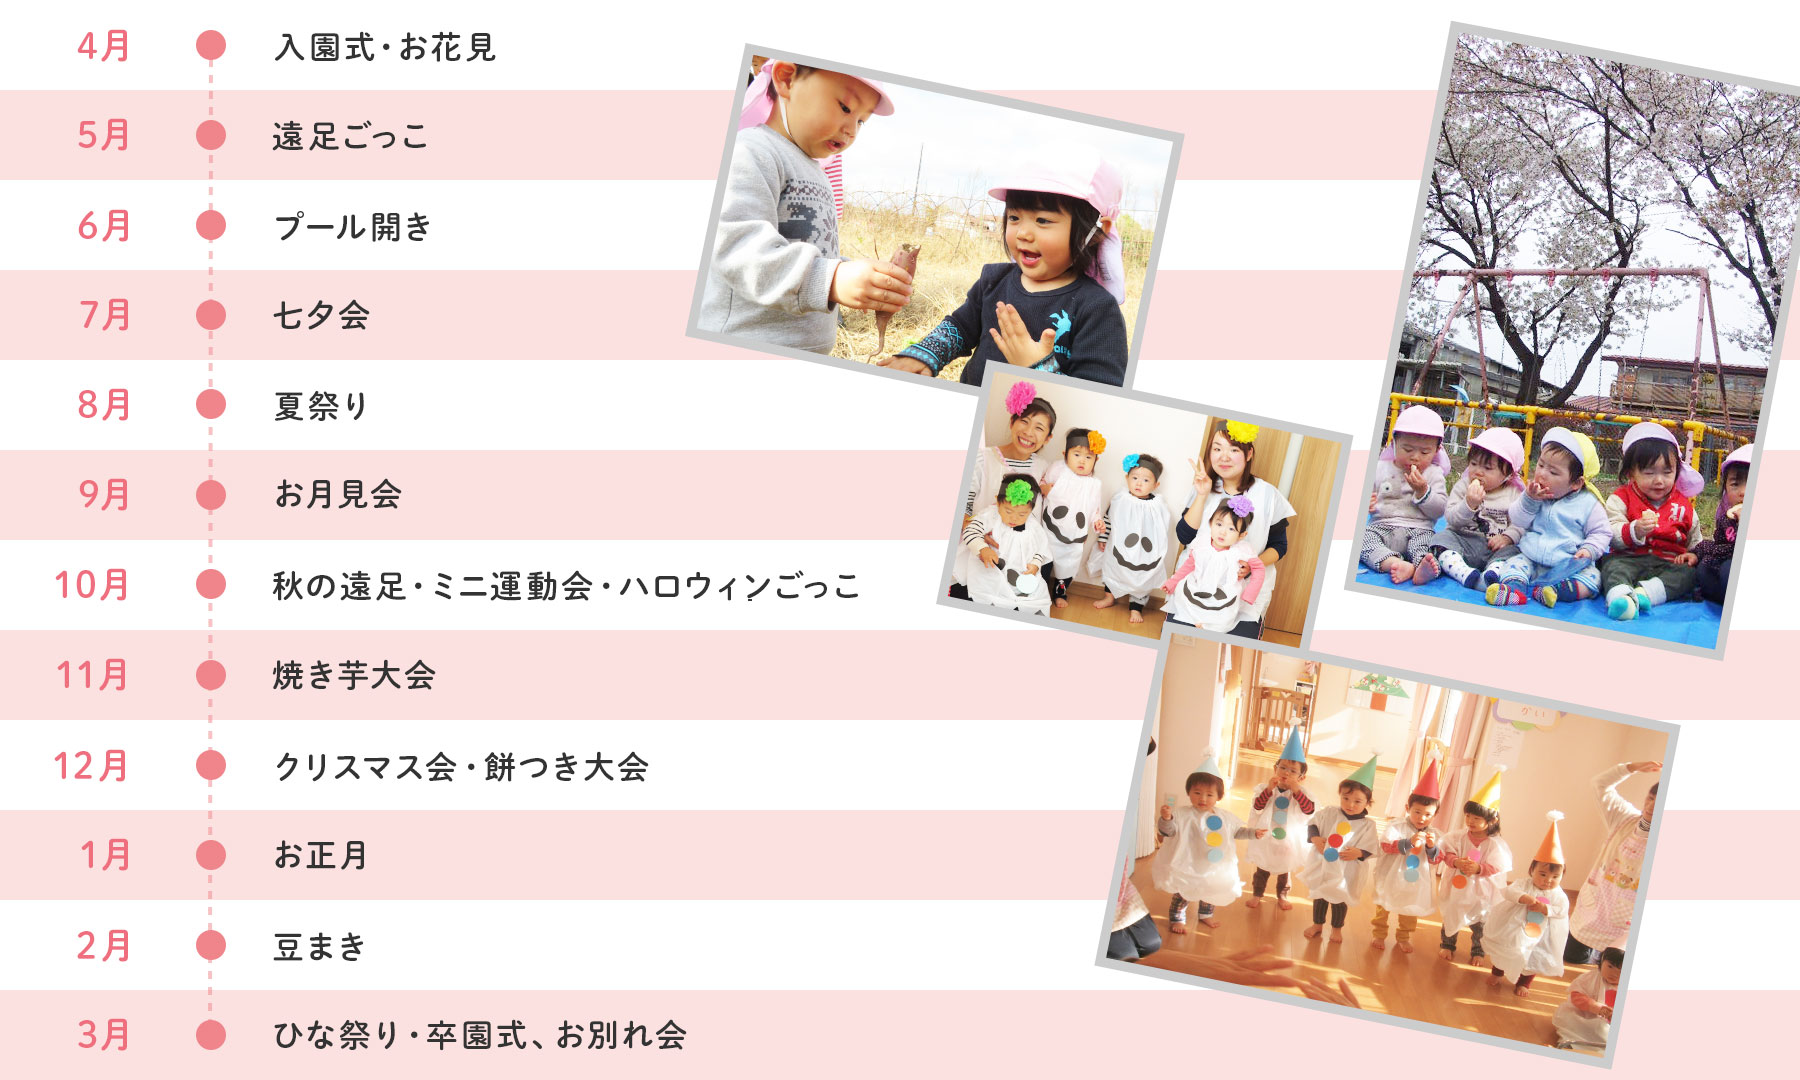 4月 入園式・お花見
5月 遠足ごっこ
6月 プール開き
7月 七夕会
8月 夏祭り
9月 お月見会
10月 秋の遠足・ミニ運動会・ハロウィンごっこ
11月 焼き芋大会
12月 クリスマス会・餅つき大会
1月 お正月
2月 豆まき
3月 ひな祭り・卒園式、お別れ会